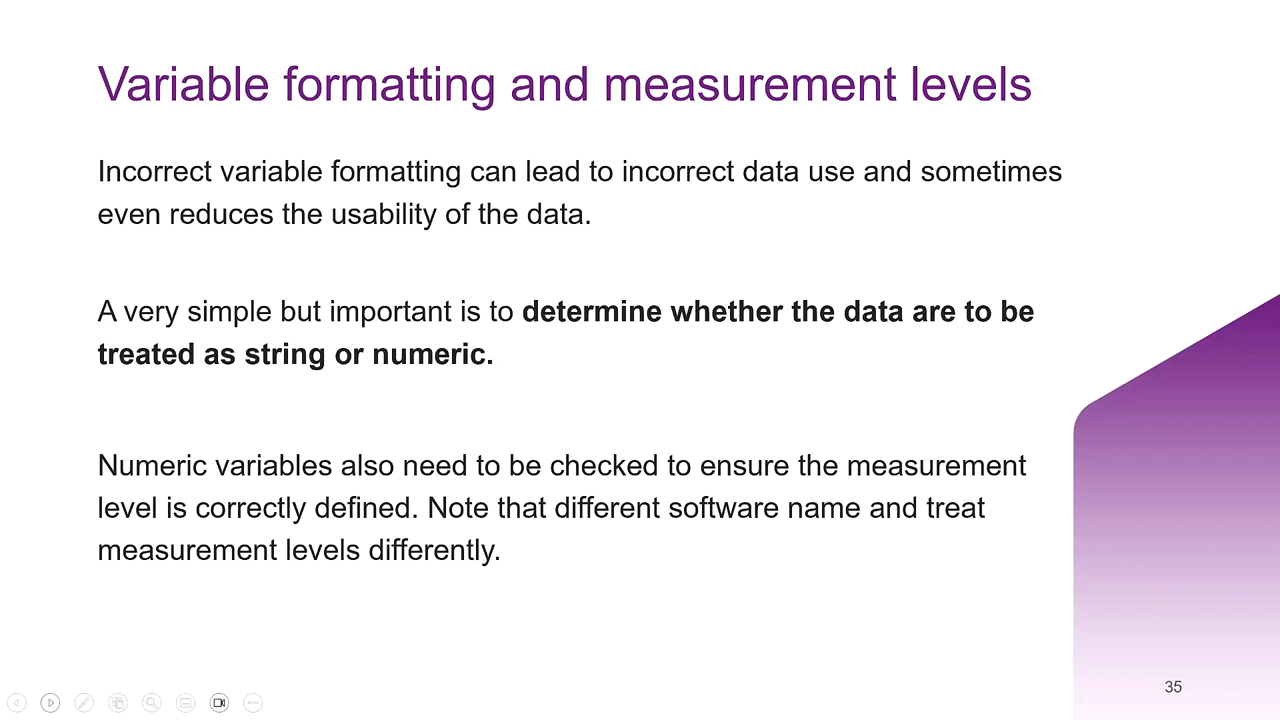 Variable formatting and measurement levels
Incorrect variable formatting can lead to incorrect data use and sometimes
even reduces the usability of the data.
A very simple but important is to determine whether the data are to be
treated as string or numeric.
Numeric variables also need to be checked to ensure the measurement
level is correctly defined. Note that different software name and treat
measurement levels differently.
35